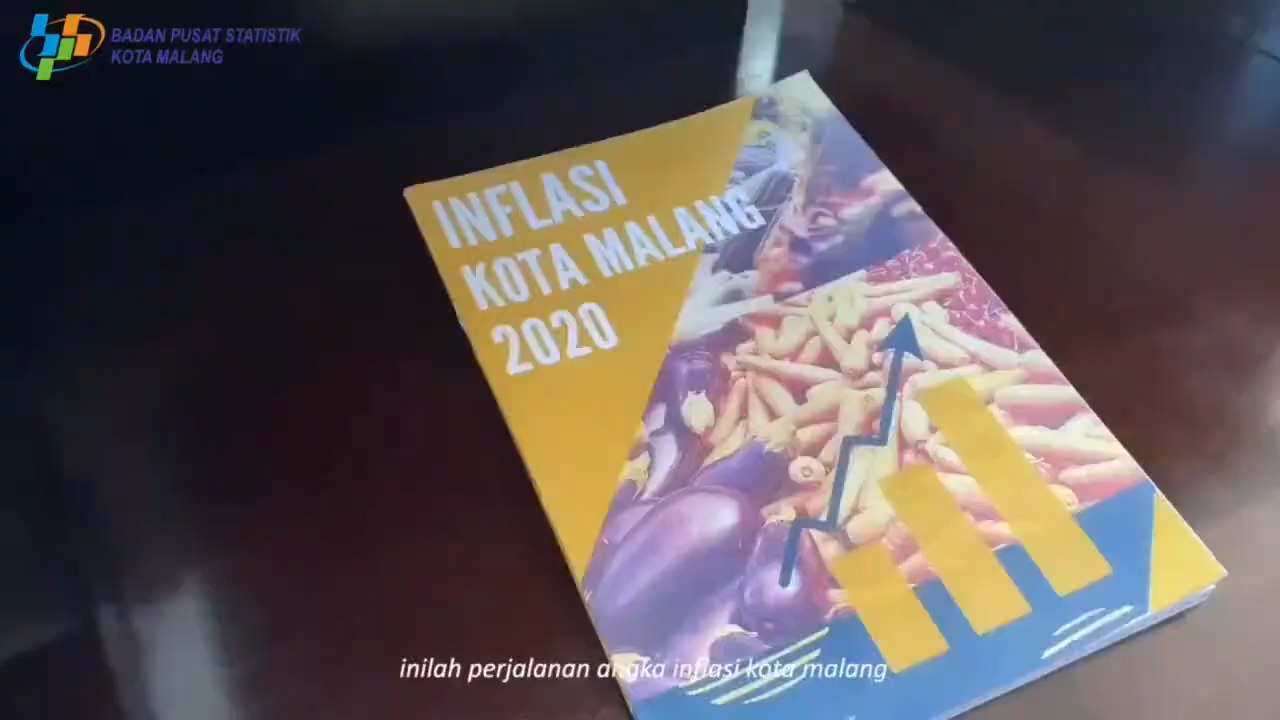 BADAN PUSAT STATISTIK
KOTA MALANG
INFLASI
KOTA MALANG
2020
inilah perjalanan angka inflasi kota malang